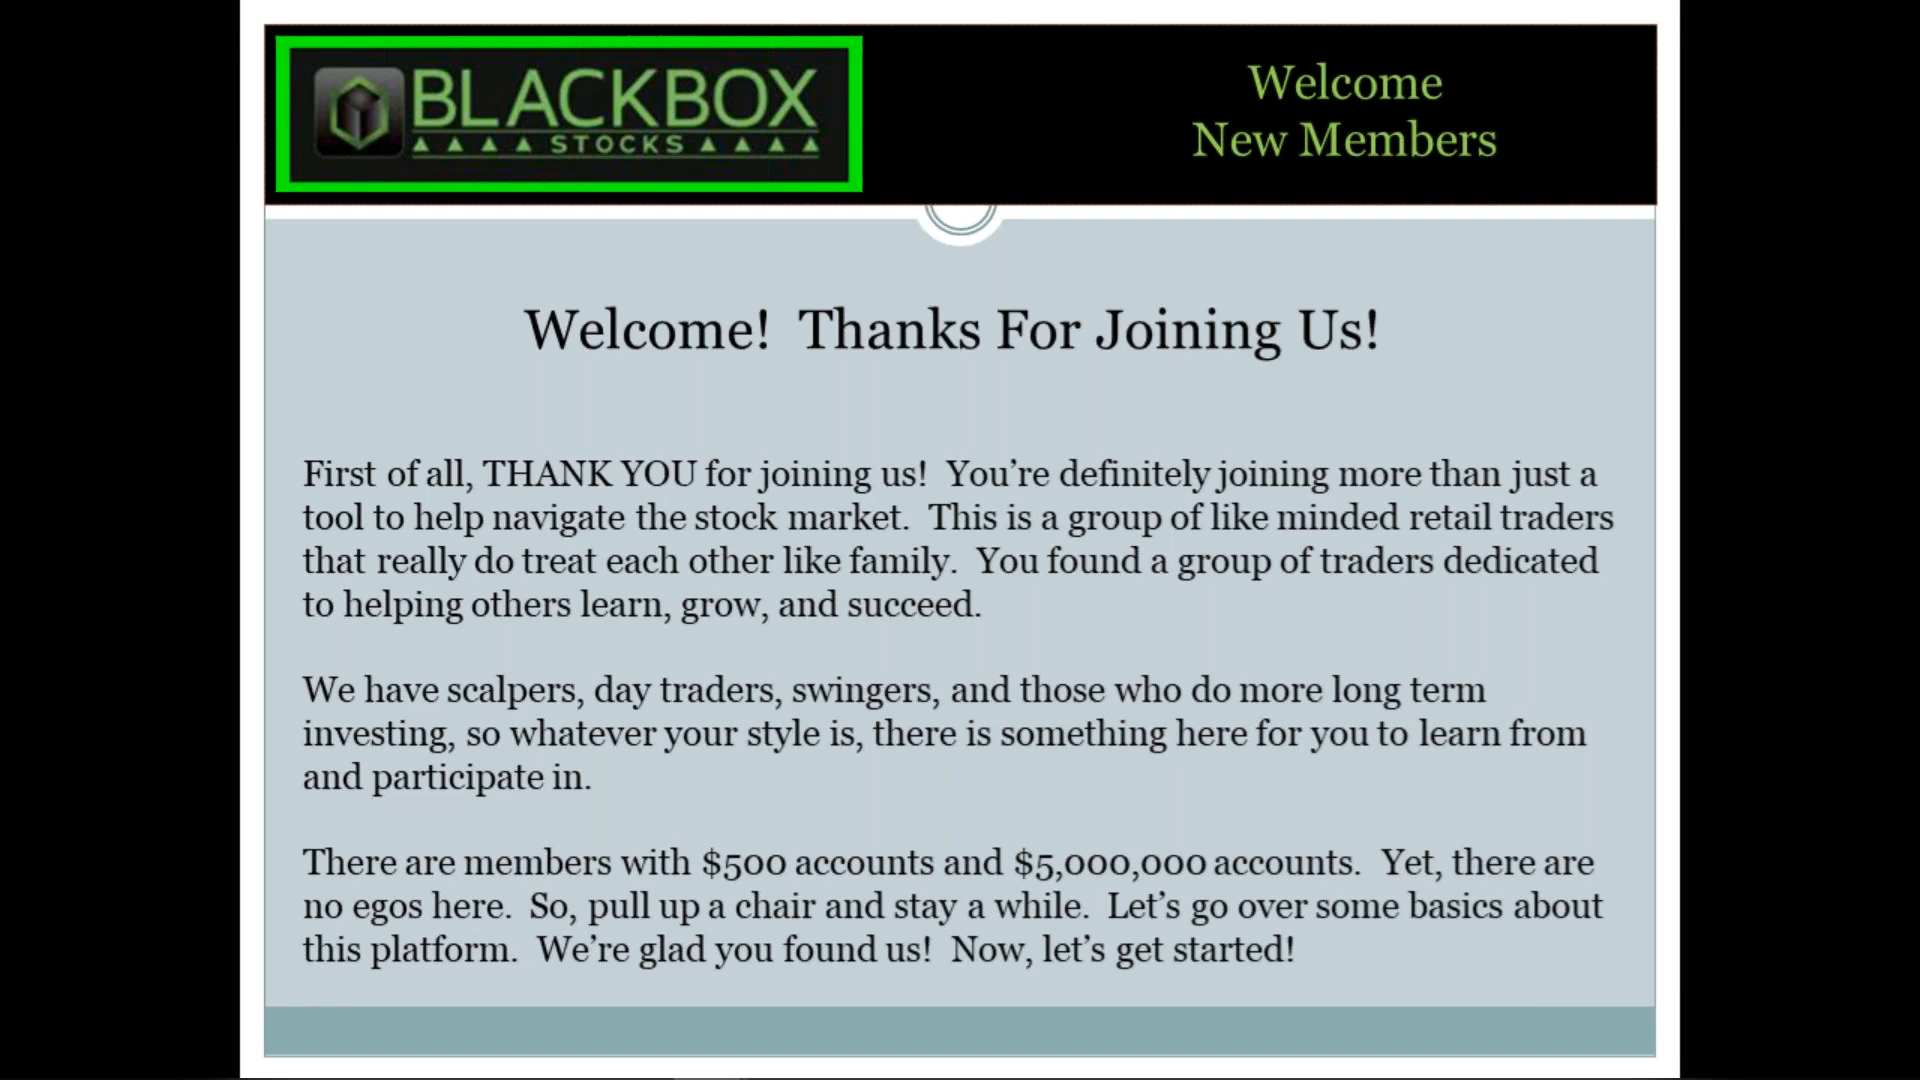 BLACKBOX
STOCKS
Welcome
New Members
Welcome!  Thanks For Joining Us!
First of all, THANK YOU for joining us!  You’re definitely joining more than just a
tool to help navigate the stock market.  This is a group of like minded retail traders
that really do treat each other like family.  You found a group of traders dedicated
to helping others learn, grow, and succeed.
We have scalpers, day traders, swingers, and those who do more long term
investing, so whatever your style is, there is something here for you to learn from
and participate in.
There are members with $500 accounts and $5,000,000 accounts.  Yet, there are
no egos here.  So, pull up a chair and stay a while.  Let’s go over some basics about
this platform.  We’re glad you found us!  Now, let’s get started!